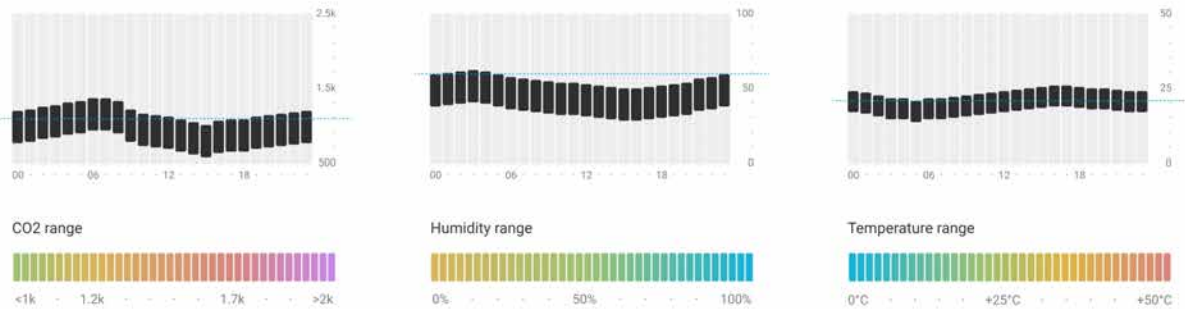 2.5k
1.5k
500
00 06 12 18
CO2 range
<1k 1.2k 1.7k >2k
100
50
0
00 06 12 18
Humidity range
0% 50% 100%
50
25
0
00 06 12 18
Temperature range
0°C +25°C +50°C